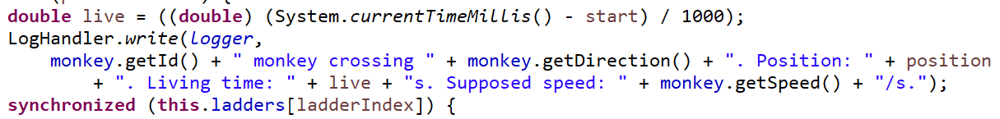 double live = ((double) (System.currentTimeMillis() - start) / 1000);
LogHandler.write(logger,
monkey.getId() + " monkey crossing " + monkey.getDirection() + ". Position: " + position
+ ". Living time: " + live + "s. Supposed speed: " + monkey.getSpeed() + "/s.");
synchronized (this.ladders[ladderIndex]) {